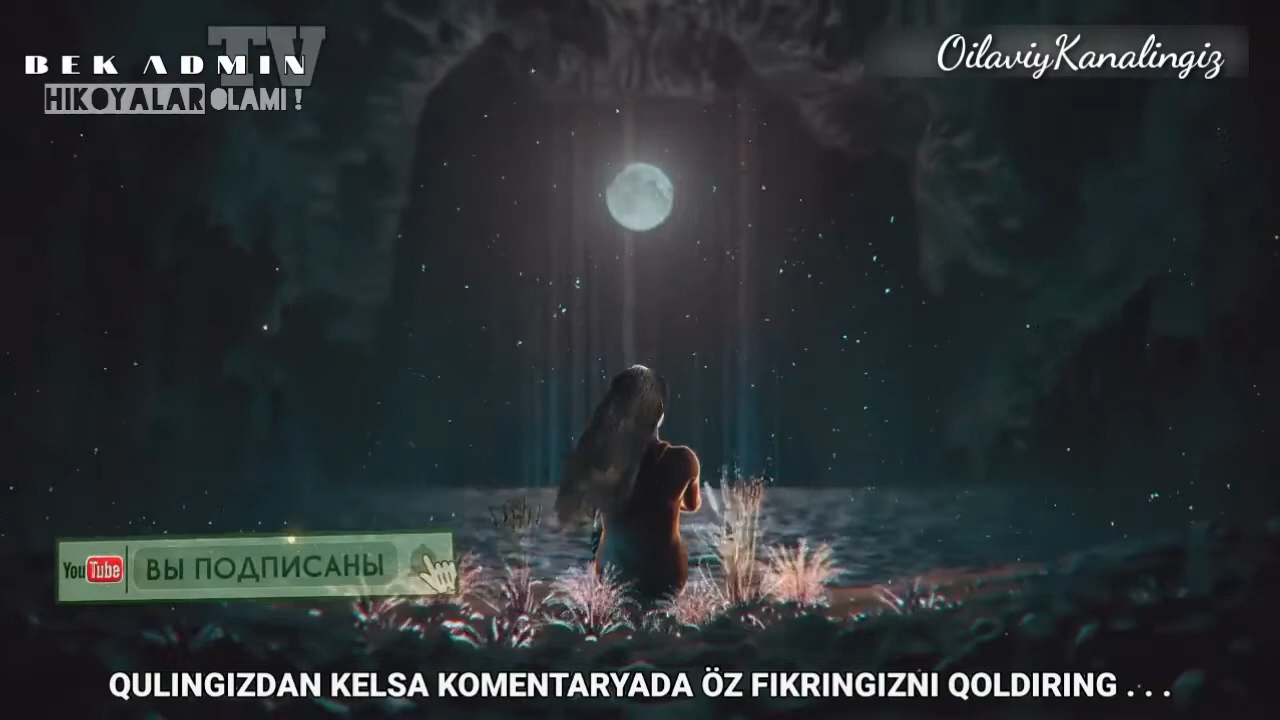 TV
BEK ADMIN
HIKOYALAR OLAMI !
OilaviyKanalingiz
YouTube ВЫ ПОДПИСАНЫ
QULINGIZDAN KELSA KOMENTARYADA ÖZ FIKRINGIZNI QOLDIRING . . .